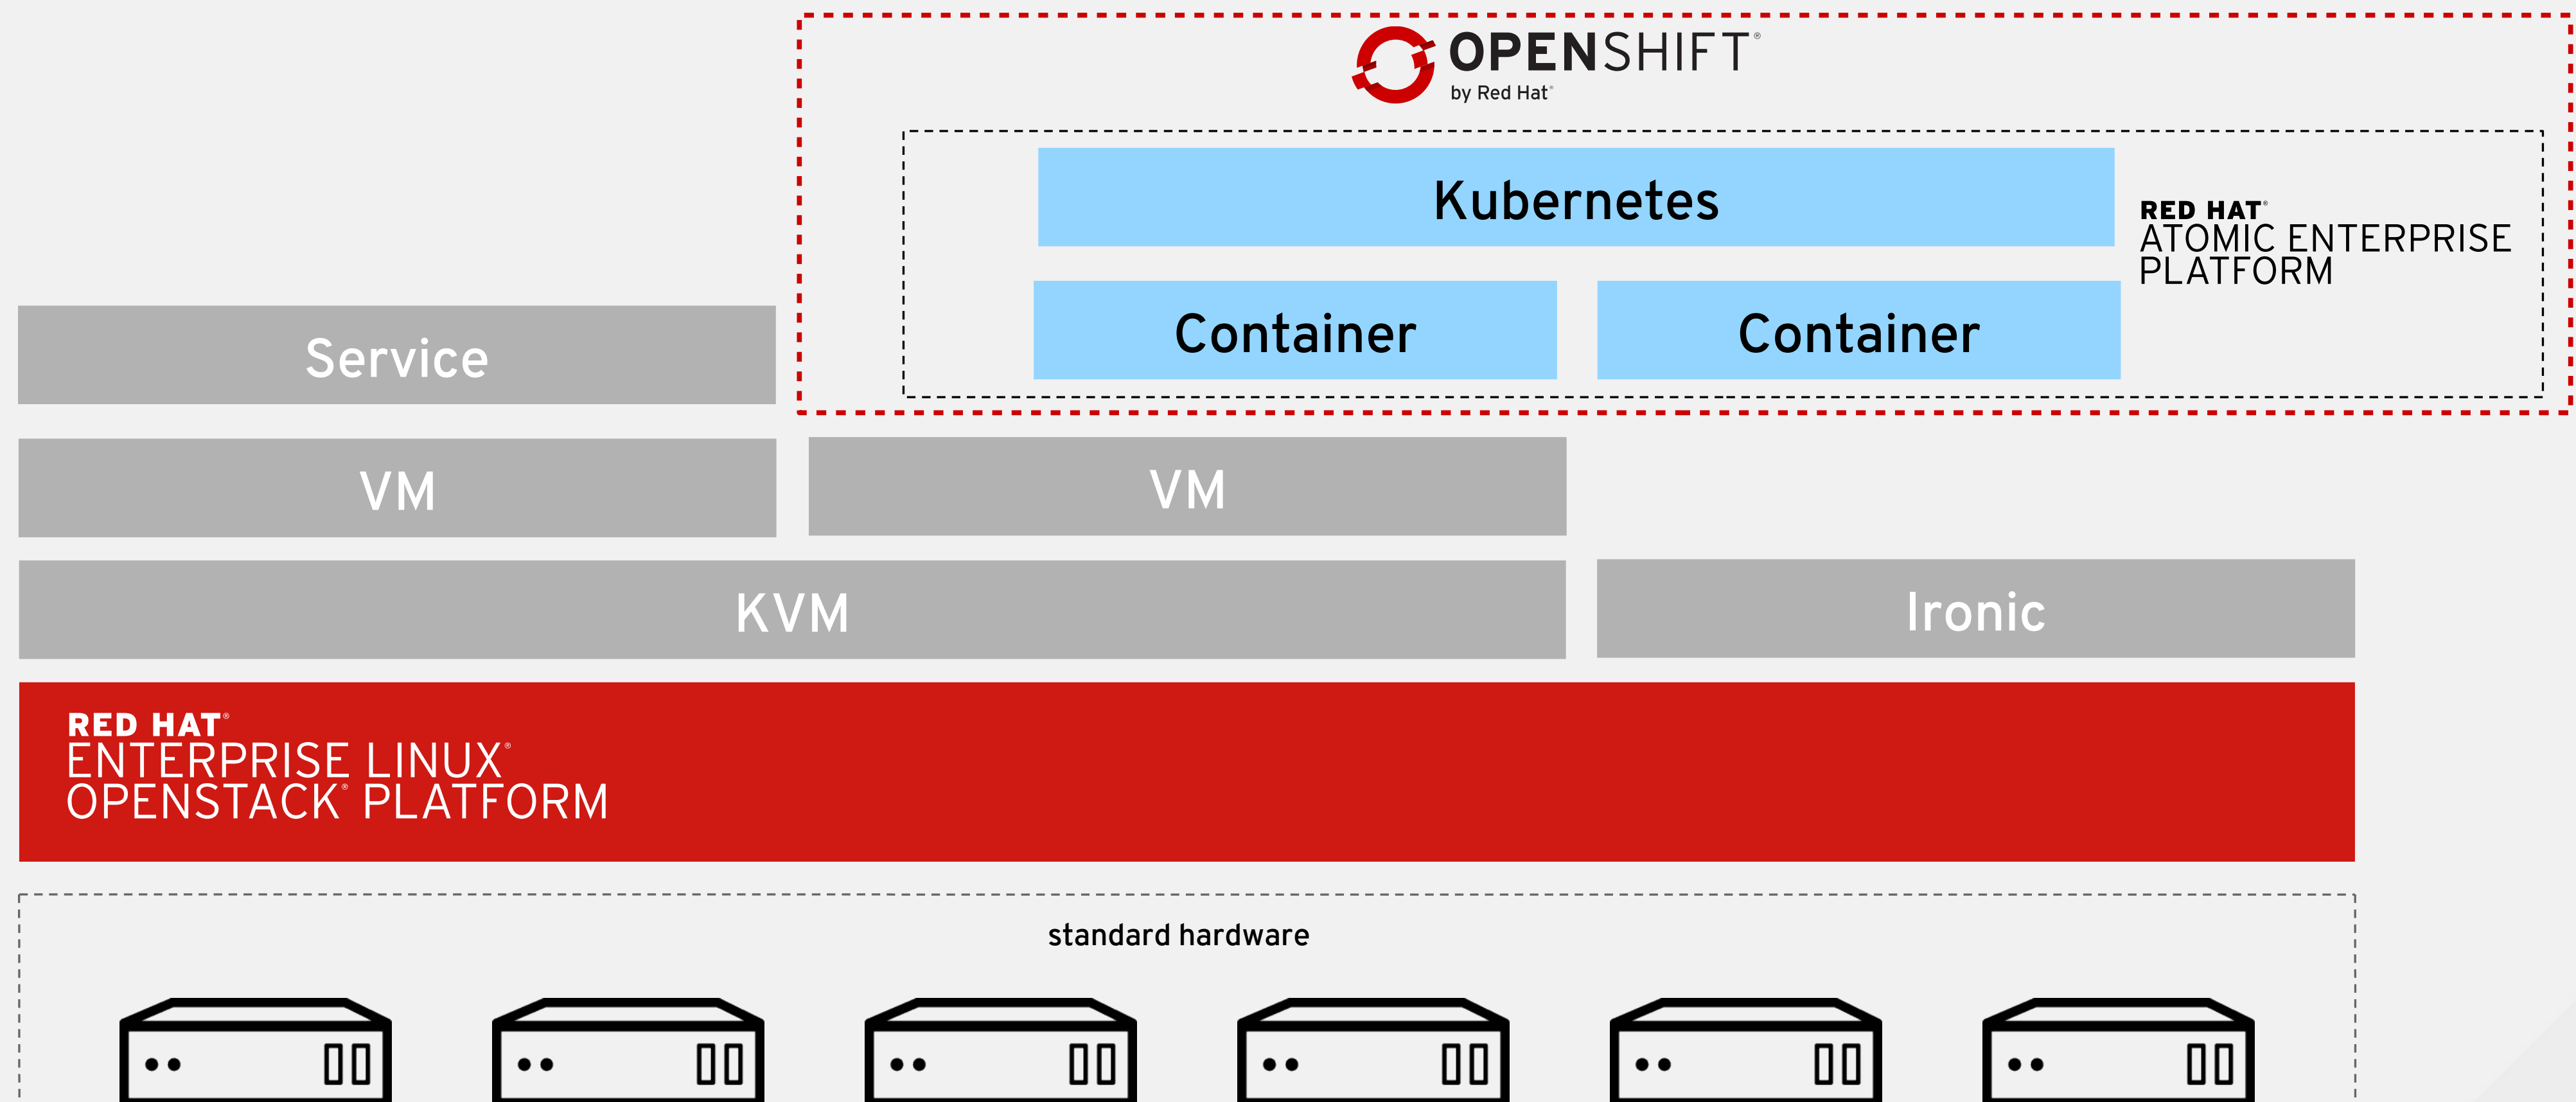 OPENSHIFT®
by Red Hat®
Kubernetes
RED HAT®
ATOMIC ENTERPRISE
PLATFORM
Container
Container
Service
VM
VM
KVM
Ironic
RED HAT®
ENTERPRISE LINUX®
OPENSTACK® PLATFORM
standard hardware